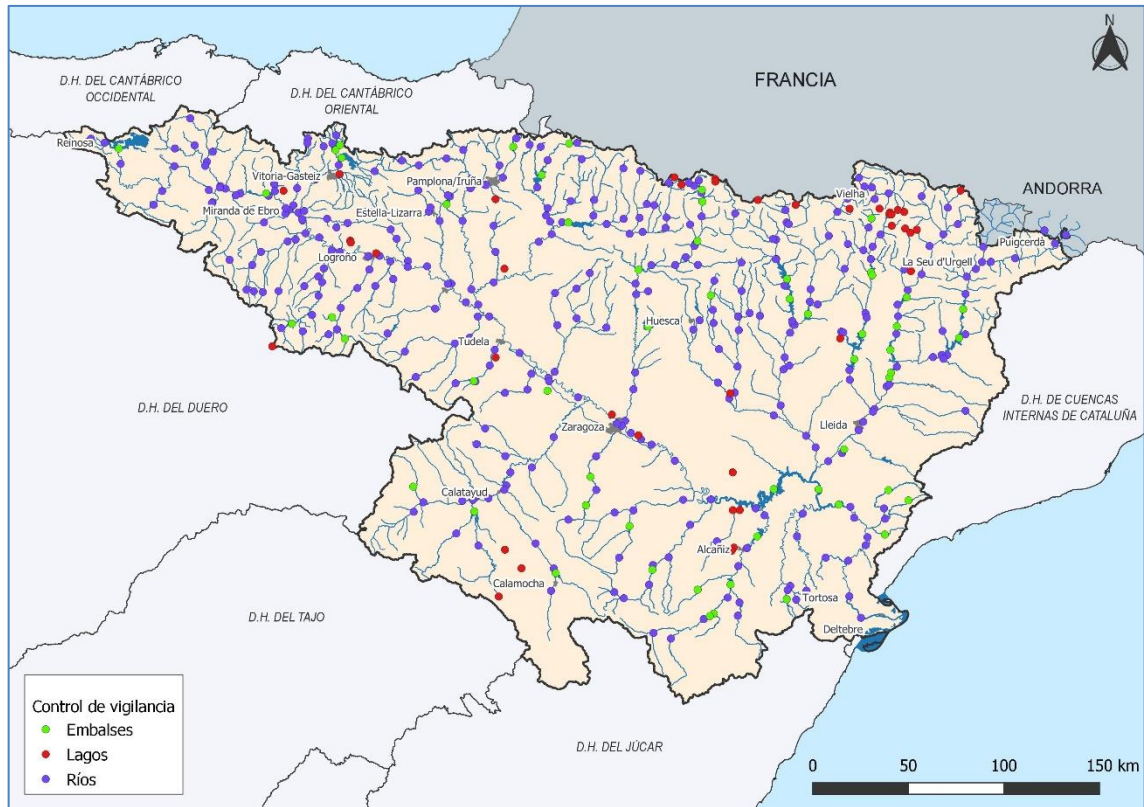 N
FRANCIA
D.H. DEL CANTÁBRICO
OCCIDENTAL
D.H. DEL CANTÁBRICO
ORIENTAL
Reinosa
Vitoria-Gasteiz
Pamplona/Iruña
Vielha
ANDORRA
Miranda de Ebro
Estella-Lizarra
Puigcerdà
Logroño
La Seu d'Urgell
Huesca
Tudela
D.H. DEL DUERO
D.H. DE CUENCAS
INTERNAS DE CATALUÑA
Zaragoza
Lleida
Calatayud
Alcañiz
Calamocha
Tortosa
D.H. DEL TAJO
Deltebre
Control de vigilancia
Embalses
Lagos
Ríos
D.H. DEL JÚCAR
0 50 100 150 km